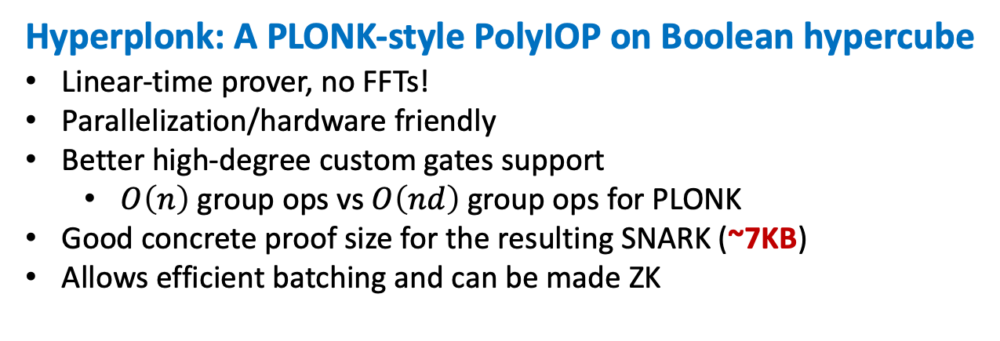 Hyperplonk: A PLONK-style PolyIOP on Boolean hypercube
• Linear-time prover, no FFTs!
• Parallelization/hardware friendly
• Better high-degree custom gates support
• O(n) group ops vs O(nd) group ops for PLONK
• Good concrete proof size for the resulting SNARK (~7KB)
• Allows efficient batching and can be made ZK